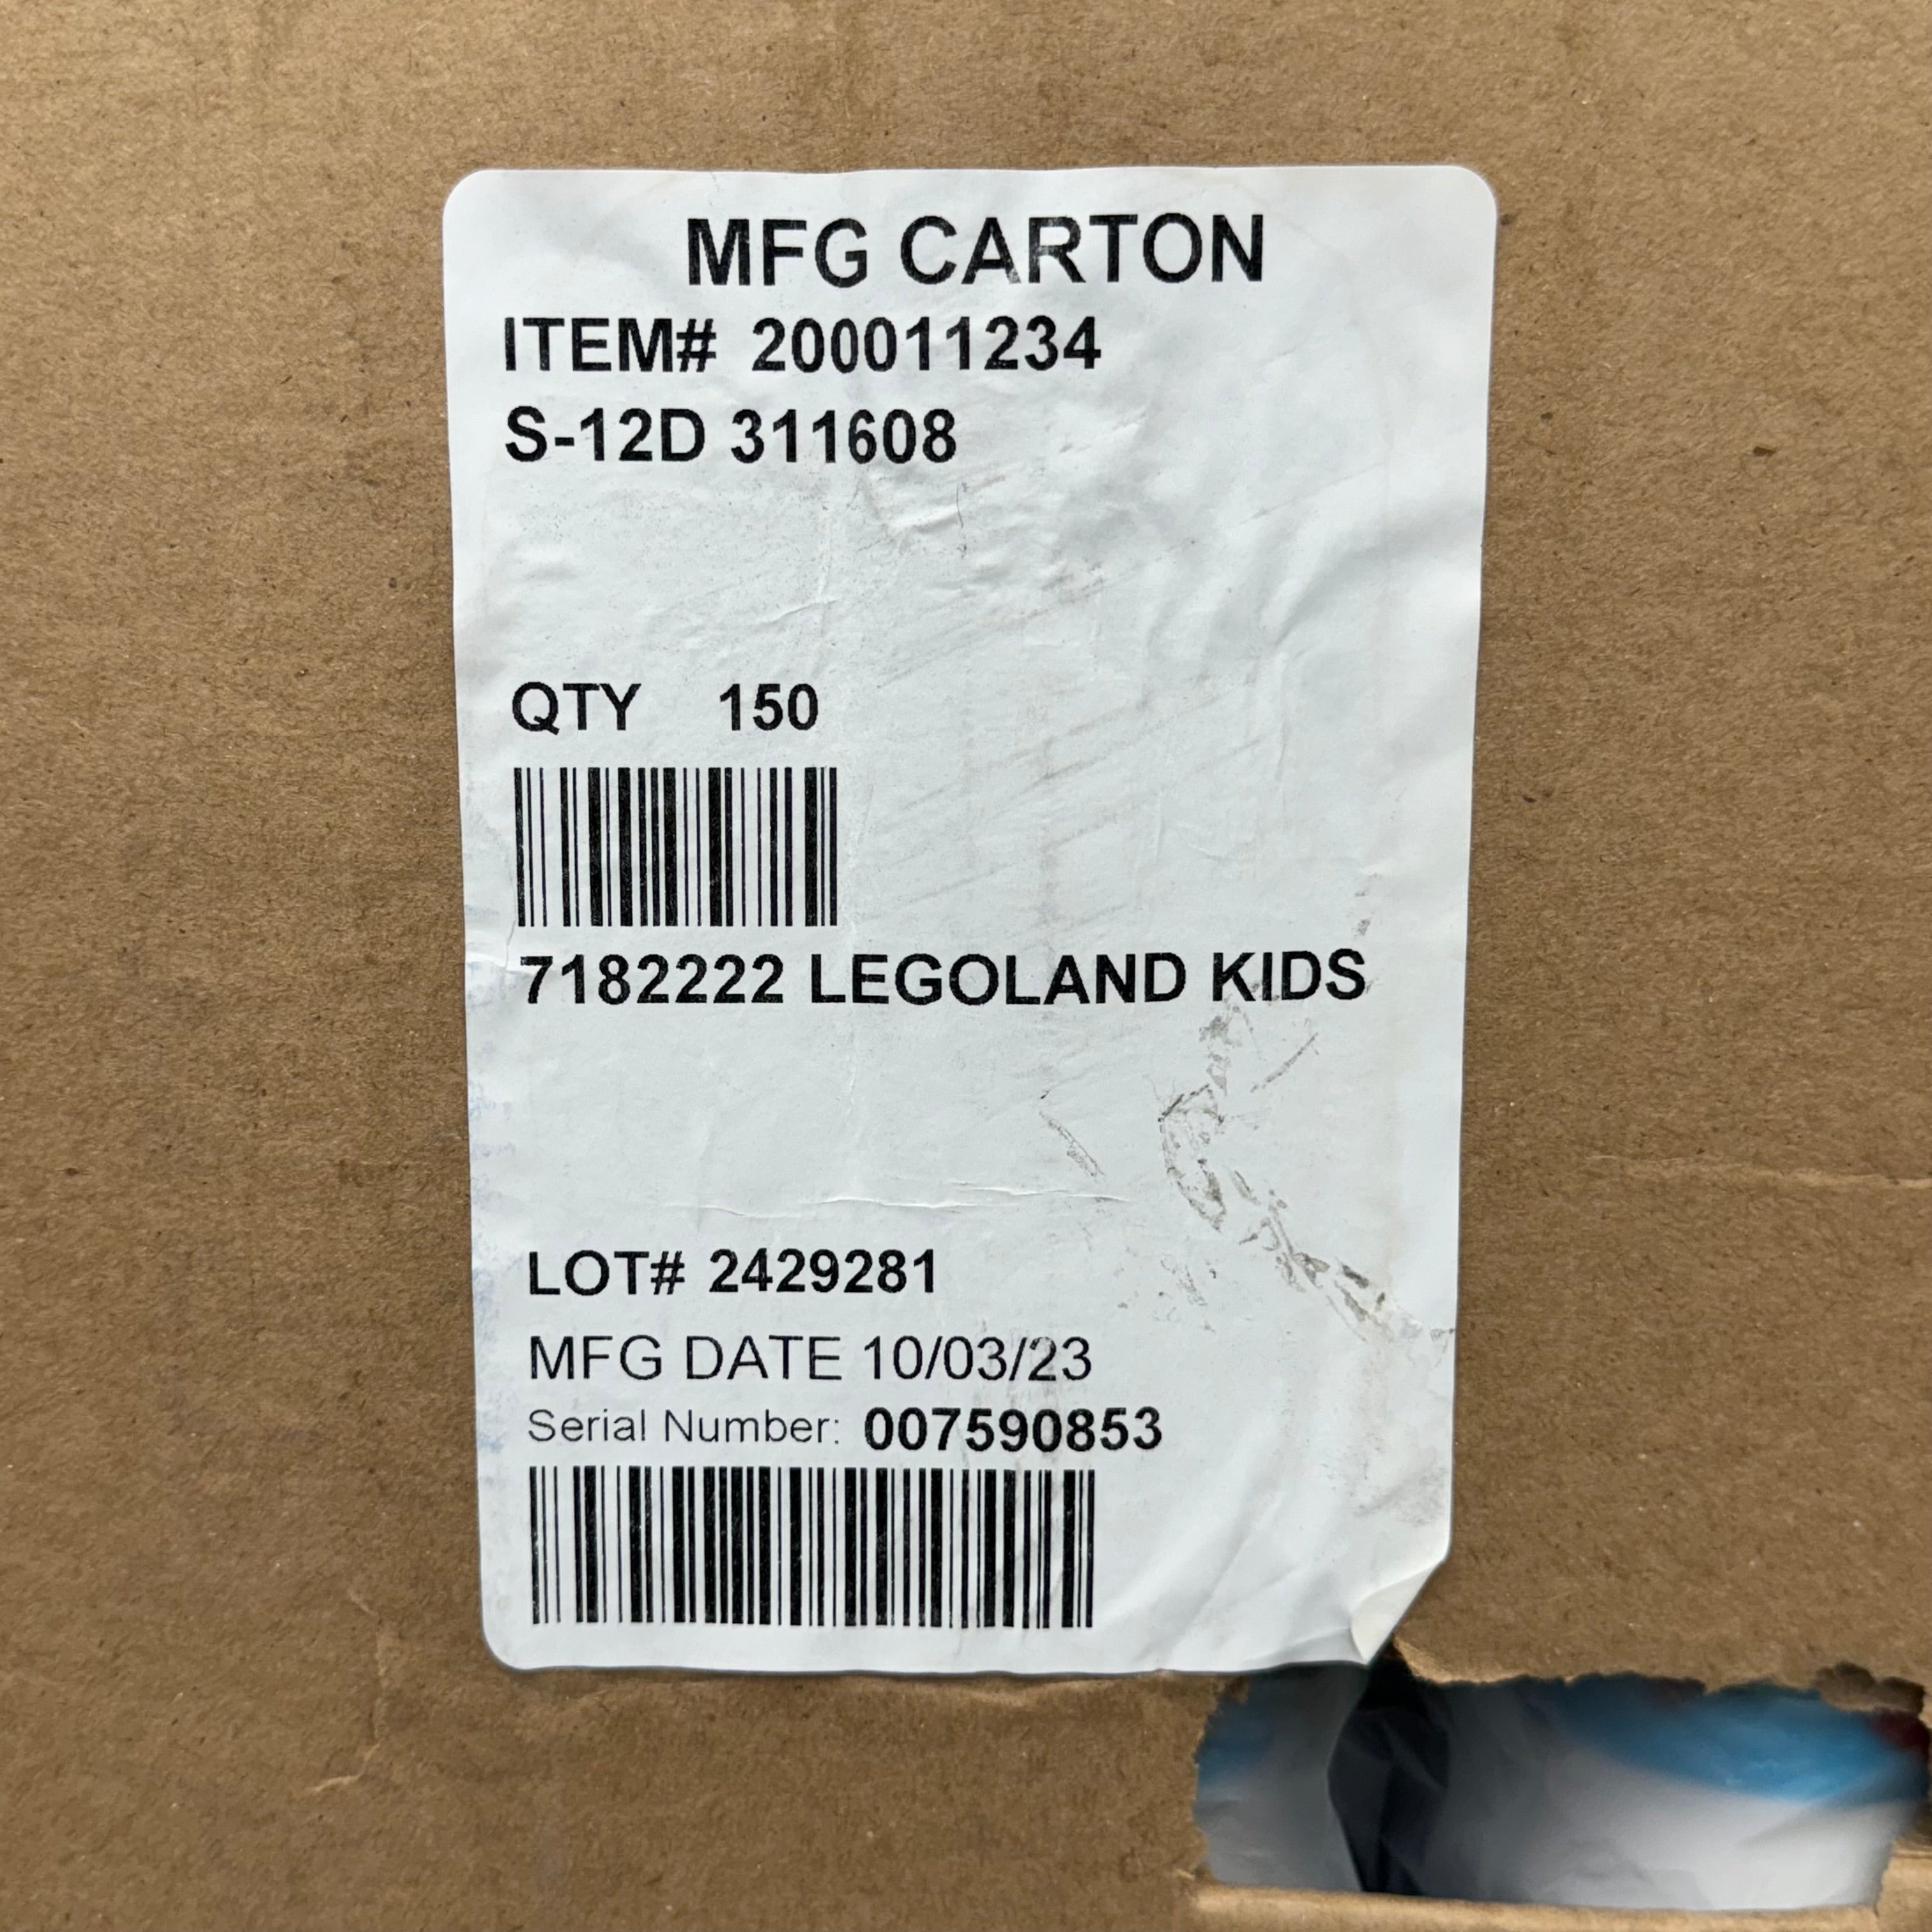 MFG CARTON
ITEM# 200011234
S-12D 311608
QTY 150
7182222 LEGOLAND KIDS
LOT# 2429281
MFG DATE 10/03/23
Serial Number: 007590853